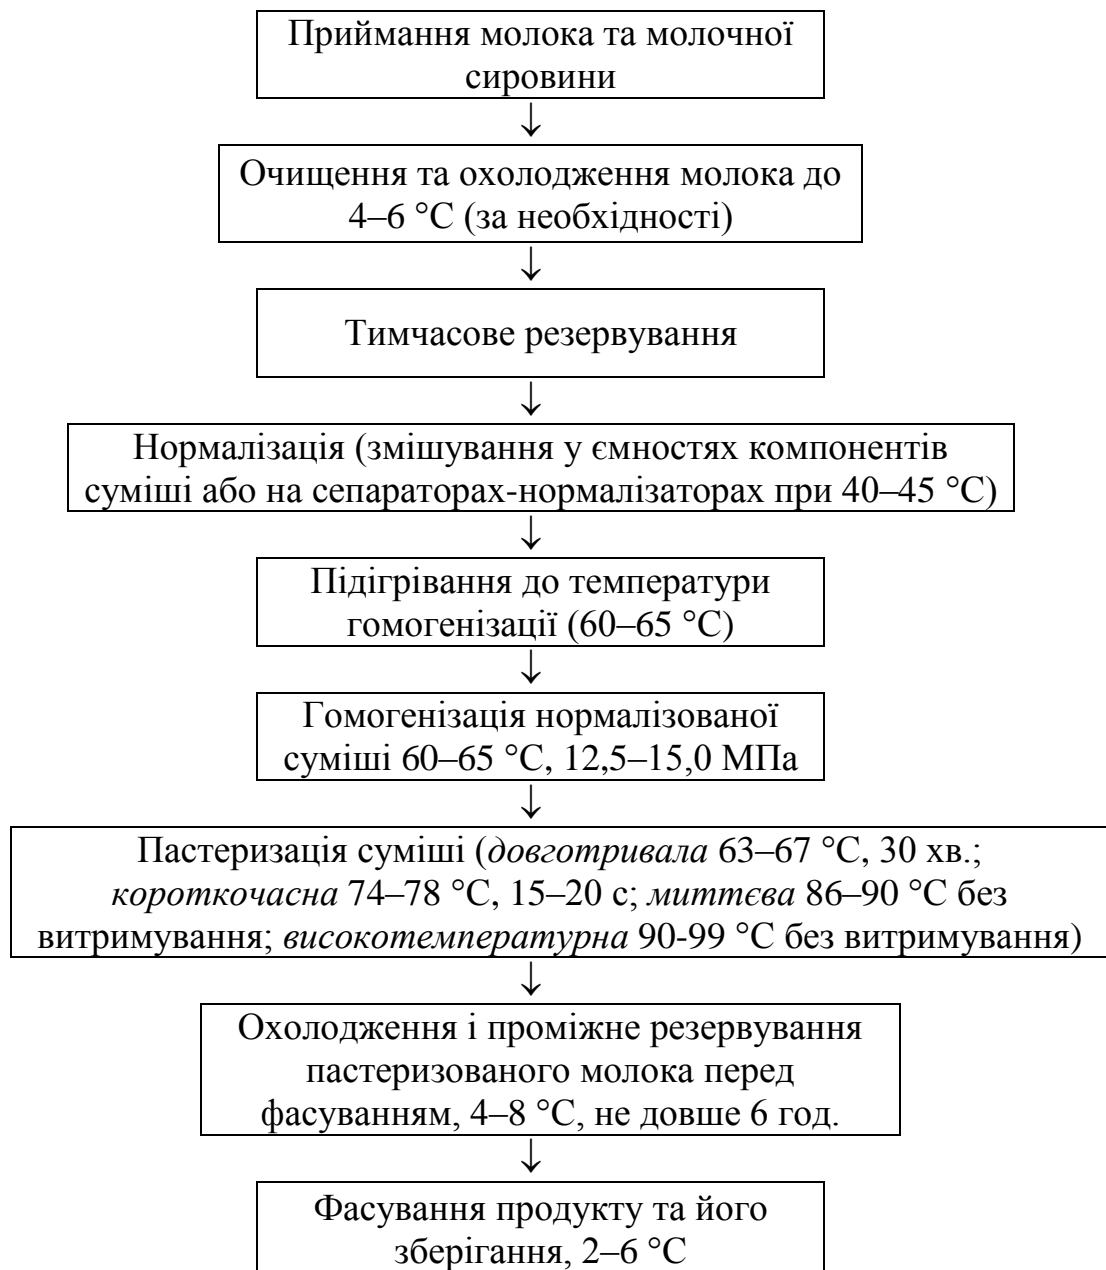 Приймання молока та молочної
сировини
↓
Очищення та охолодження молока до
4–6 °С (за необхідності)
↓
Тимчасове резервування
↓
Нормалізація (змішування у ємностях компонентів
суміші або на сепараторах-нормалізаторах при 40–45 °С)
↓
Підігрівання до температури
гомогенізації (60–65 °С)
↓
Гомогенізація нормалізованої
суміші 60–65 °С, 12,5–15,0 МПа
↓
Пастеризація суміші (довготривала 63–67 °С, 30 хв.;
короткочасна 74–78 °С, 15–20 с; миттєва 86–90 °С без
витримування; високотемпературна 90-99 °С без витримування)
↓
Охолодження і проміжне резервування
пастеризованого молока перед
фасуванням, 4–8 °С, не довше 6 год.
↓
Фасування продукту та його
зберігання, 2–6 °С